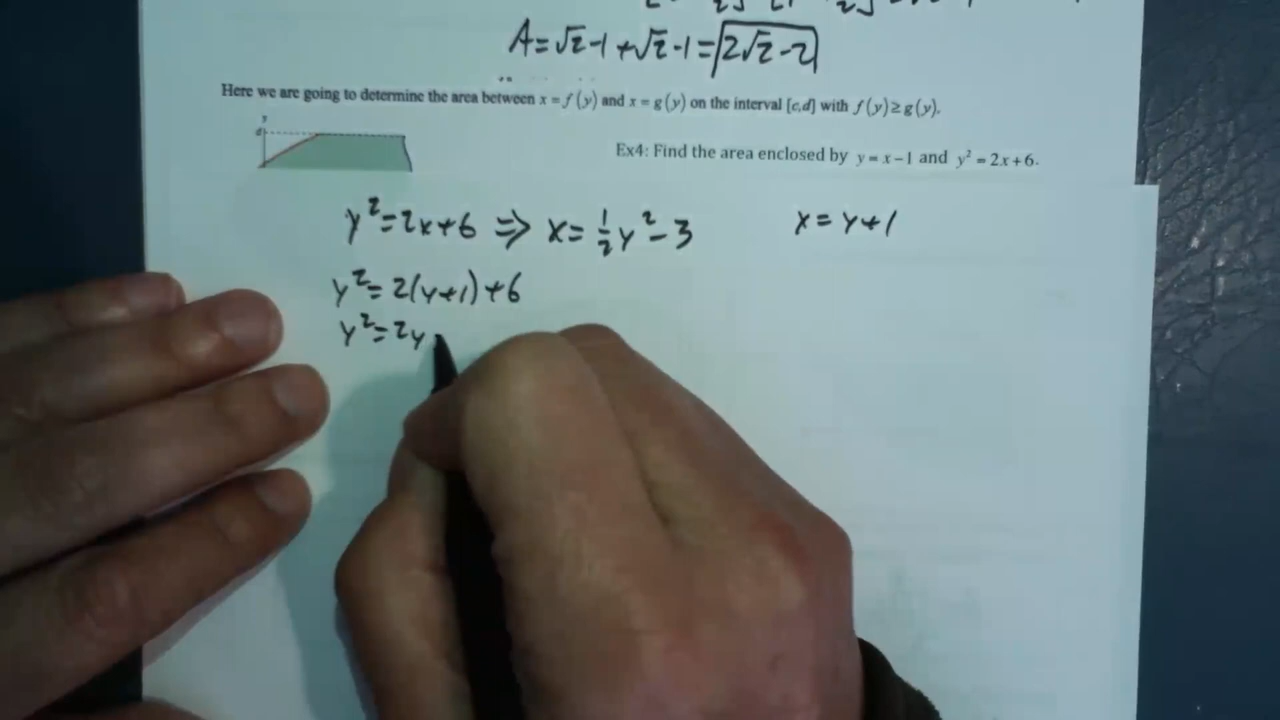 A = √2 - 1 + √2 - 1 = 2√2 - 2
Here we are going to determine the area between x = f(y) and x = g(y) on the interval [c,d] with f(y) ≥ g(y).
y
d
Ex4: Find the area enclosed by y = x − 1 and y² = 2x + 6.
y² = 2x + 6 ⇒ x = 1/2 y² - 3
x = y + 1
y² = 2(y+1) + 6
y² = 2y